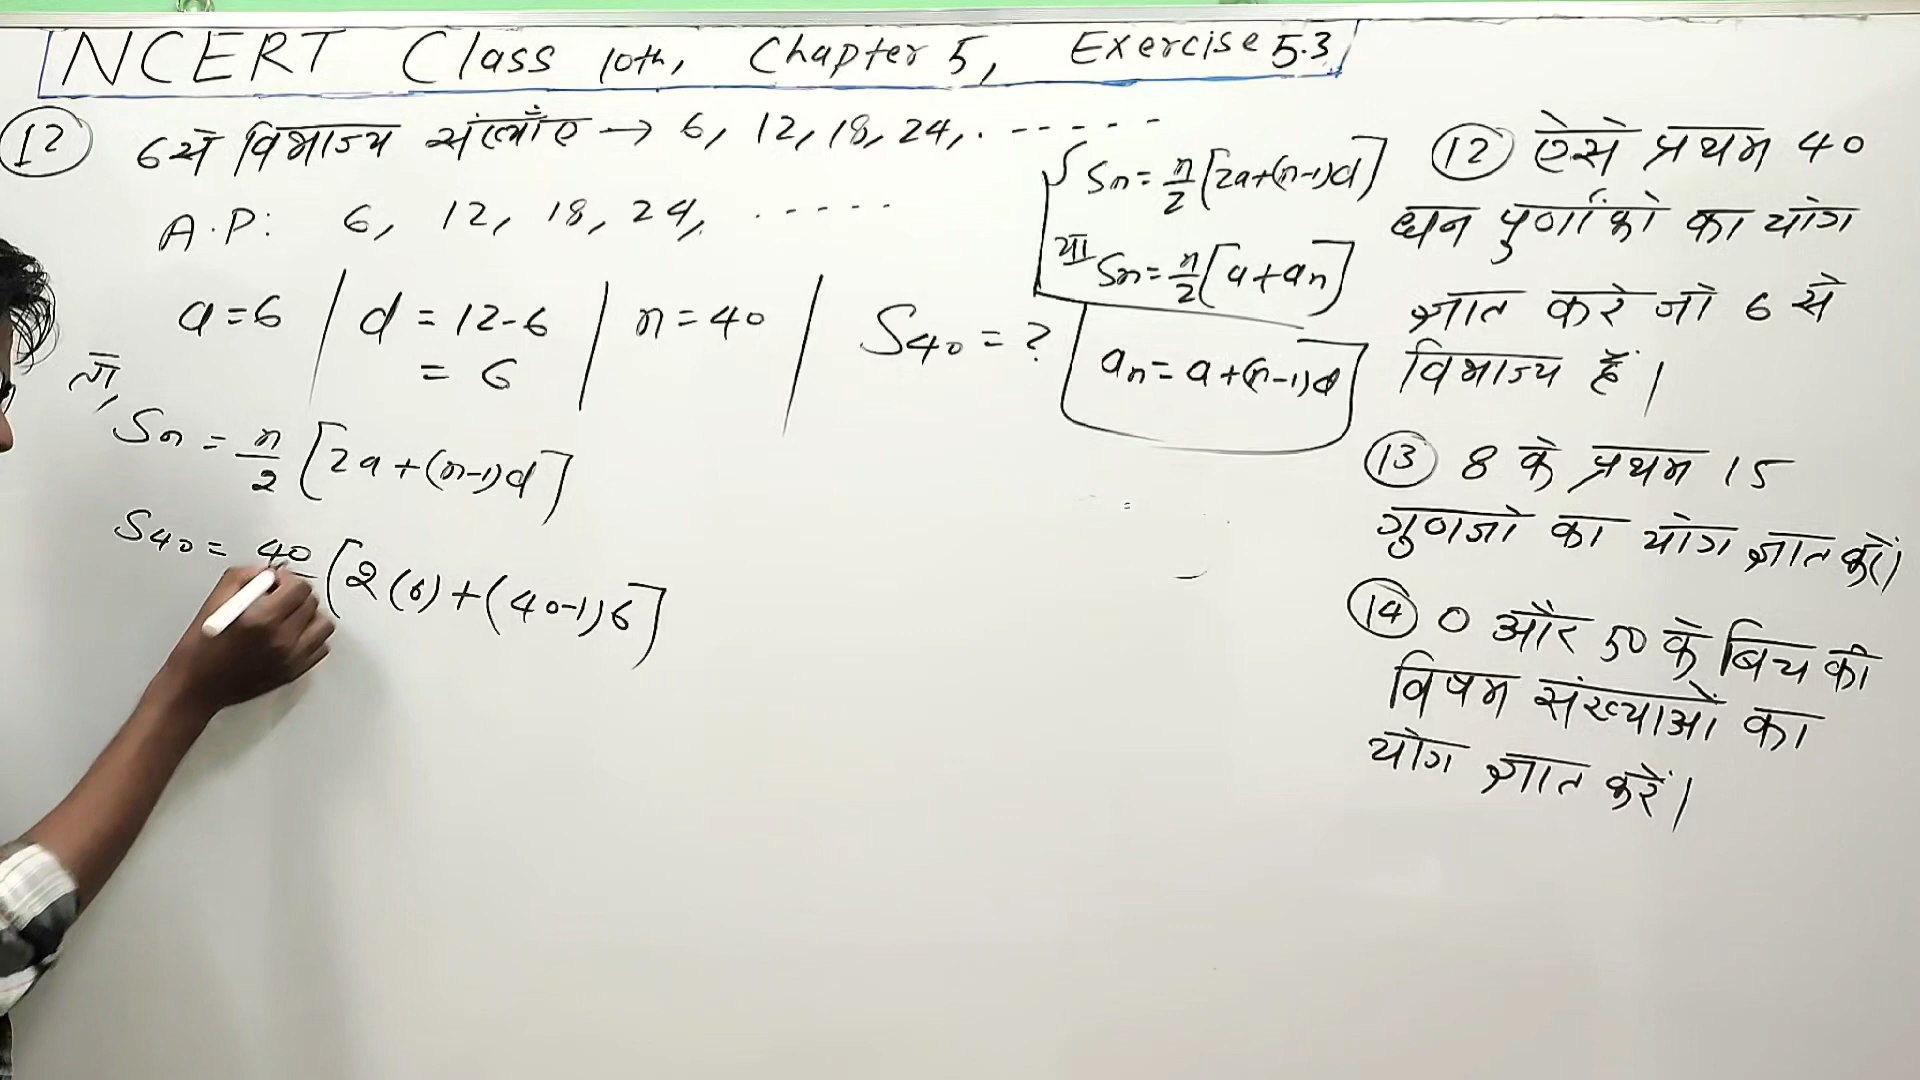 NCERT Class 10th, Chapter 5, Exercise 5.3
12 6 से विभाज्य → 6, 12, 18, 24, . - - - - -
A.P: 6, 12, 18, 24, . - - - - -
a = 6 | d = 12 - 6 | n = 40 | S40 = ?
= 6
Sn = n/2 [2a + (n-1)d]
S40 = 40 [2(6) + (40-1)6]
Sn = n/2 [2a + (n-1)d]
या Sn = n/2 [a + an]
an = a + (n-1)d
12 ऐसे प्रथम 40
धन पुर्णांको का योग
ज्ञात करे जो 6 से
विभाज्य हैं।
13 8 के प्रथम 15
गुणजो का योग ज्ञात करें।
14 0 और 50 के बिच की
विषम संख्याओं का
योग ज्ञात करें।